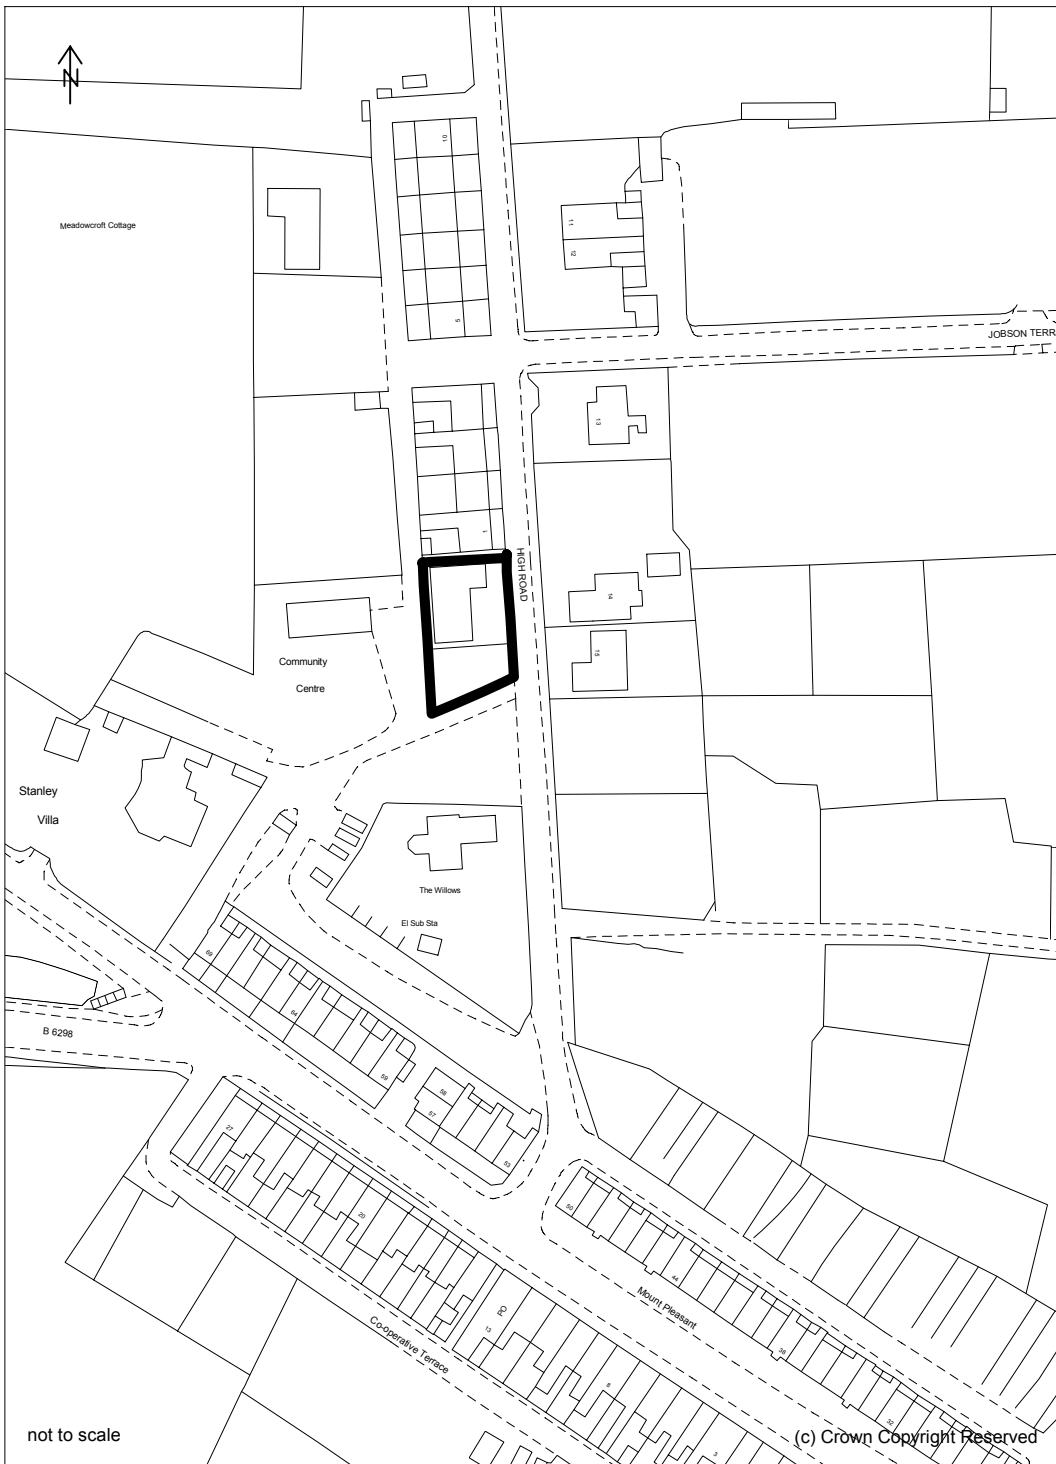 N
10
Meadowcroft Cottage
11
12
5
JOBSON TERR
13
1
HIGH ROAD
14
15
Community
Centre
Stanley
Villa
The Willows
El Sub Sta
69
64
B 6298
59
58
57
53
27
20
50
44
Mount Pleasant
PO
13
Co-operative Terrace
38
8
32
3
not to scale
(c) Crown Copyright Reserved